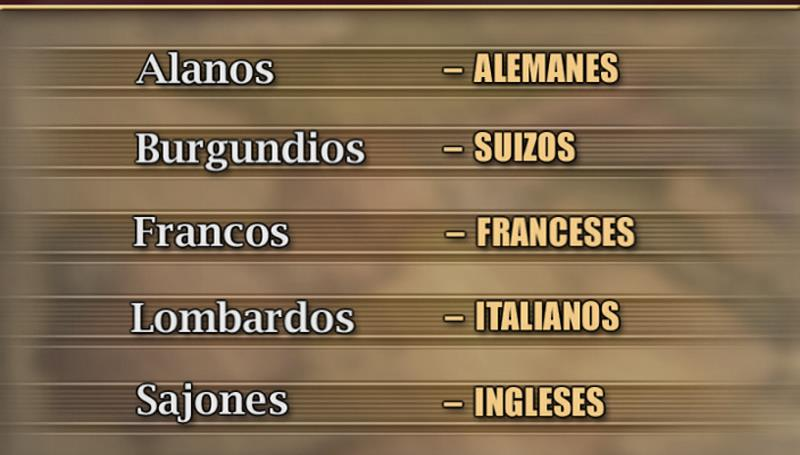 Alanos – ALEMANES
Burgundios – SUIZOS
Francos – FRANCESES
Lombardos – ITALIANOS
Sajones – INGLESES